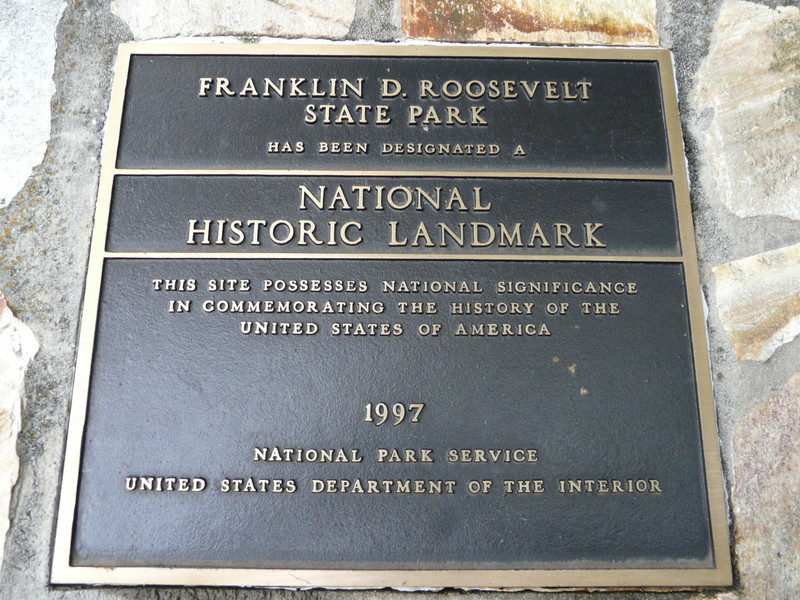 FRANKLIN D. ROOSEVELT
STATE PARK
HAS BEEN DESIGNATED A
NATIONAL
HISTORIC LANDMARK
THIS SITE POSSESSES NATIONAL SIGNIFICANCE
IN COMMEMORATING THE HISTORY OF THE
UNITED STATES OF AMERICA
1997
NATIONAL PARK SERVICE
UNITED STATES DEPARTMENT OF THE INTERIOR